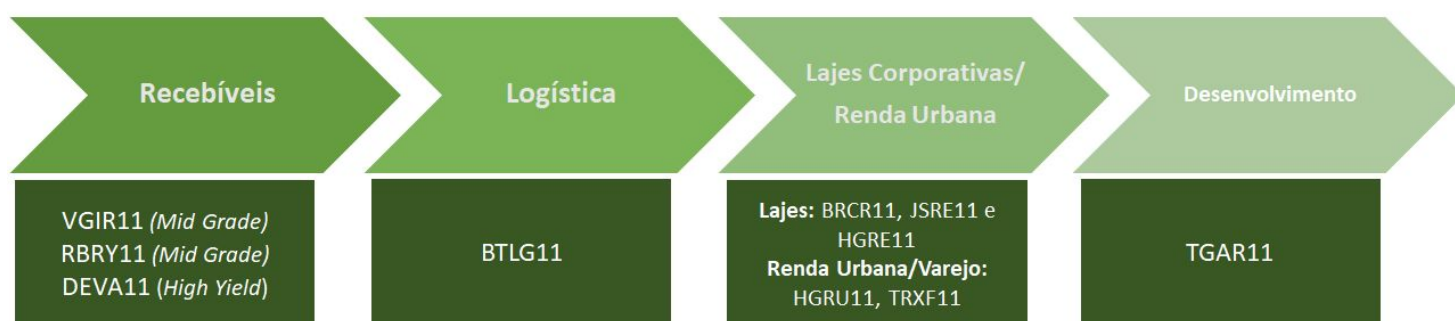 Recebíveis
VGIR11 (Mid Grade)
RBRY11 (Mid Grade)
DEVA11 (High Yield)
Logística
BTLG11
Lajes Corporativas/
Renda Urbana
Lajes: BRCR11, JSRE11 e
HGRE11
Renda Urbana/Varejo:
HGRU11, TRXF11
Desenvolvimento
TGAR11